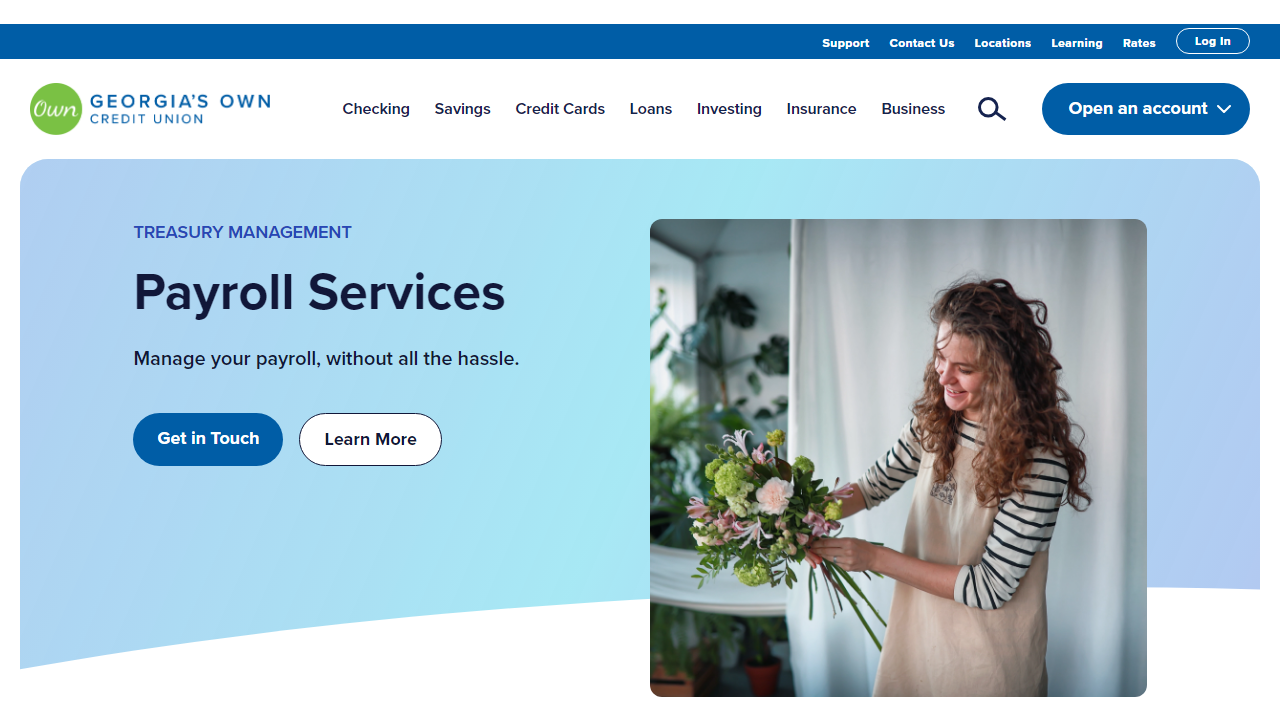 Support Contact Us Locations Learning Rates Log In
Own GEORGIA'S OWN
CREDIT UNION
Checking Savings Credit Cards Loans Investing Insurance Business Open an account
TREASURY MANAGEMENT
Payroll Services
Manage your payroll, without all the hassle.
Get in Touch Learn More